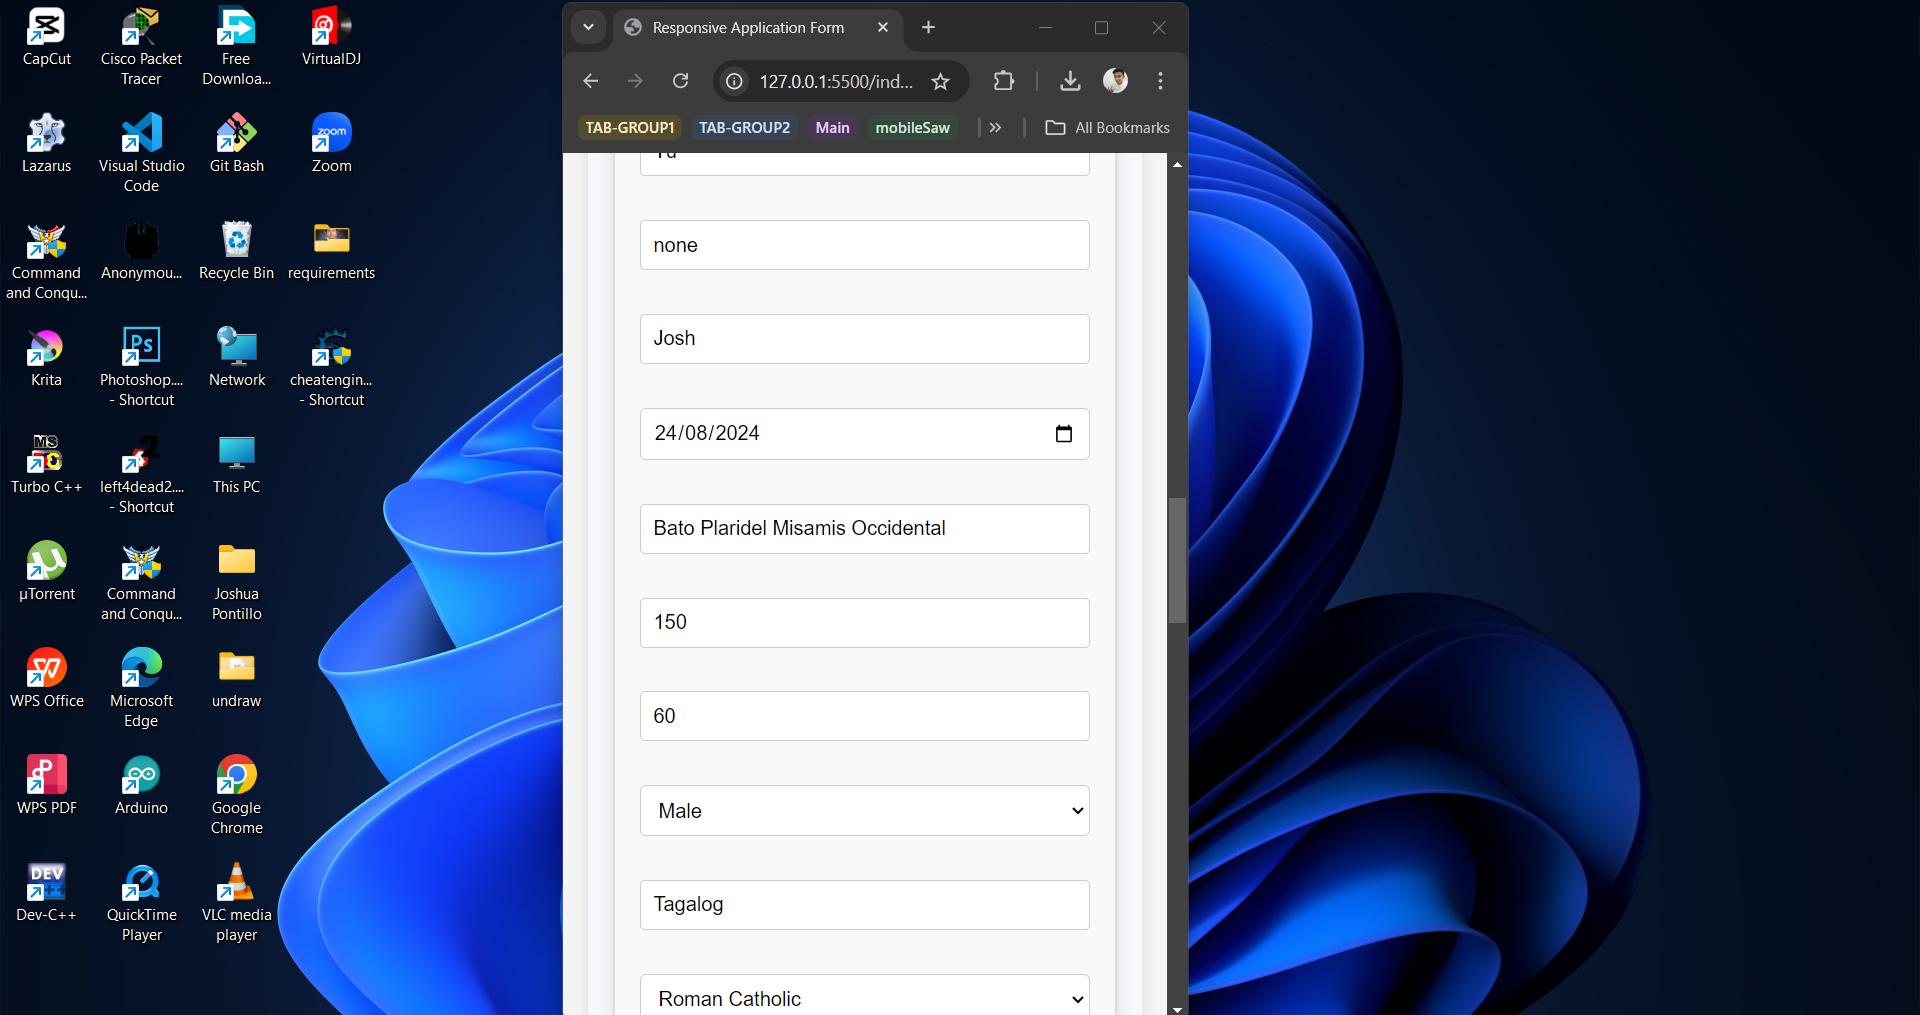 CapCut
Cisco Packet
Tracer
Free
Downloa...
VirtualDJ
Lazarus
Visual Studio
Code
Git Bash
zoom
Zoom
Command
and Conqu...
Anonymou...
Recycle Bin
requirements
Krita
Ps
Photoshop....
- Shortcut
Network
cheatengin...
- Shortcut
MS
Turbo C++
left4dead2....
- Shortcut
This PC
µTorrent
Command
and Conqu...
Joshua
Pontillo
WPS Office
Microsoft
Edge
undraw
WPS PDF
Arduino
Google
Chrome
DEV
Dev-C++
QuickTime
Player
VLC media
player
Responsive Application Form
127.0.0.1:5500/ind...
TAB-GROUP1 TAB-GROUP2 Main mobileSaw All Bookmarks
none
Josh
24/08/2024
Bato Plaridel Misamis Occidental
150
60
Male
Tagalog
Roman Catholic